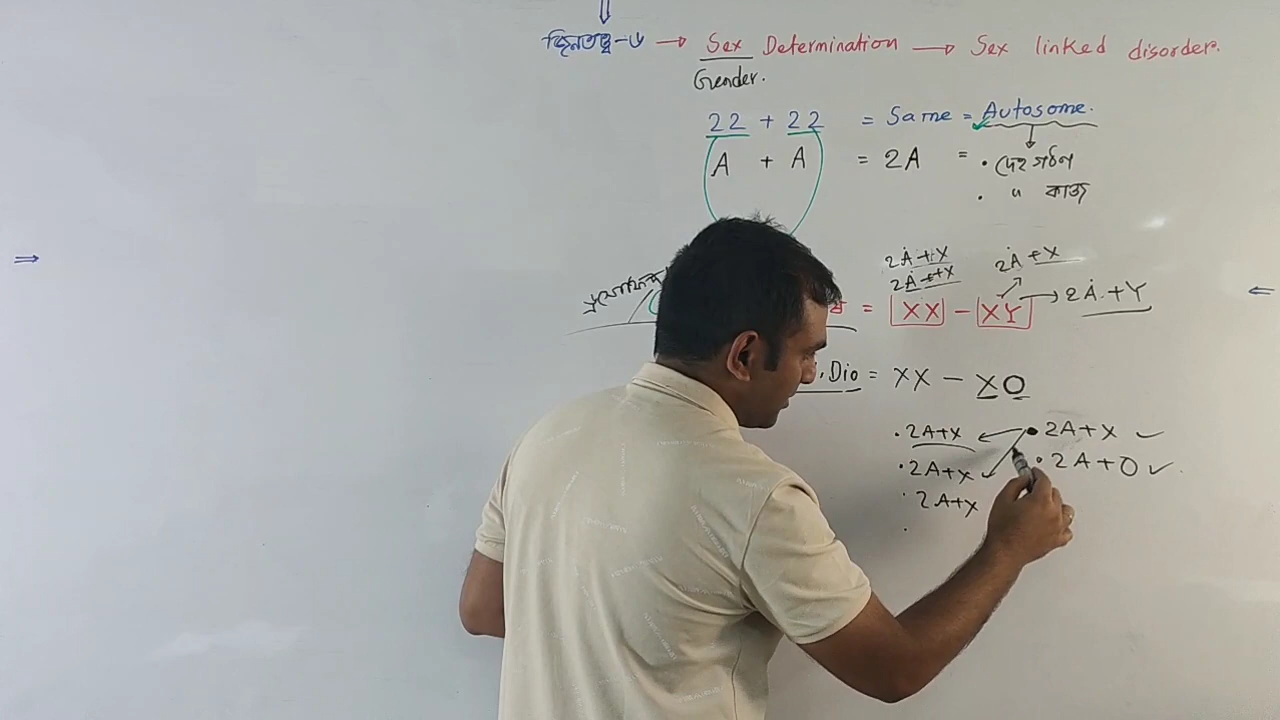 জিনতত্ত্ব-৬ → Sex Determination → Sex linked disorder.
Gender.
22 + 22 = Same = Autosome.
A + A = 2A = • দেহ গঠন
• " কাজ
2A+X
2A+X
2A+X
= XX - XY → 2A+Y
.Dio = XX - XO
• 2A+X ← • 2A+X ✓
• 2A+X • 2A+O ✓
• 2A+X
⇒
⇐